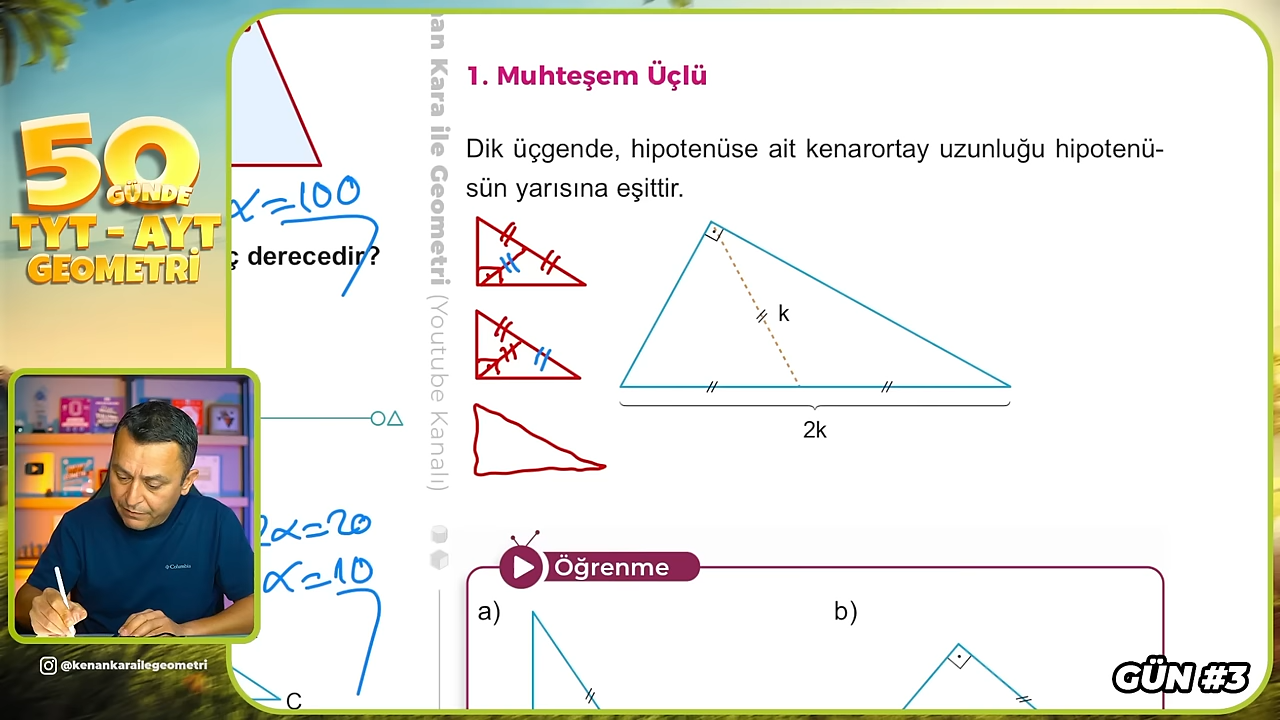 50
GÜNDE
TYT - AYT
GEOMETRİ
α=100
ç derecedir?
2α=20
α=10
C
an Kara ile Geometri (Youtube Kanalı)
1. Muhteşem Üçlü
Dik üçgende, hipotenüse ait kenarortay uzunluğu hipotenü-
sün yarısına eşittir.
k
2k
Öğrenme
a)
b)
Columbia
@kenankarailegeometri
GÜN #3